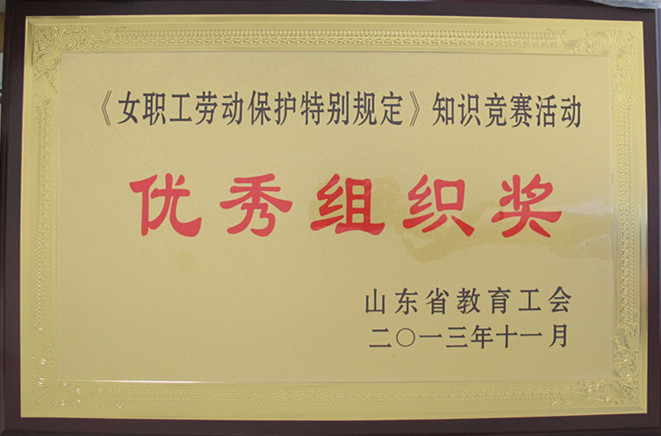 《女职工劳动保护特别规定》知识竞赛活动
优秀组织奖
山东省教育工会
二〇一三年十一月